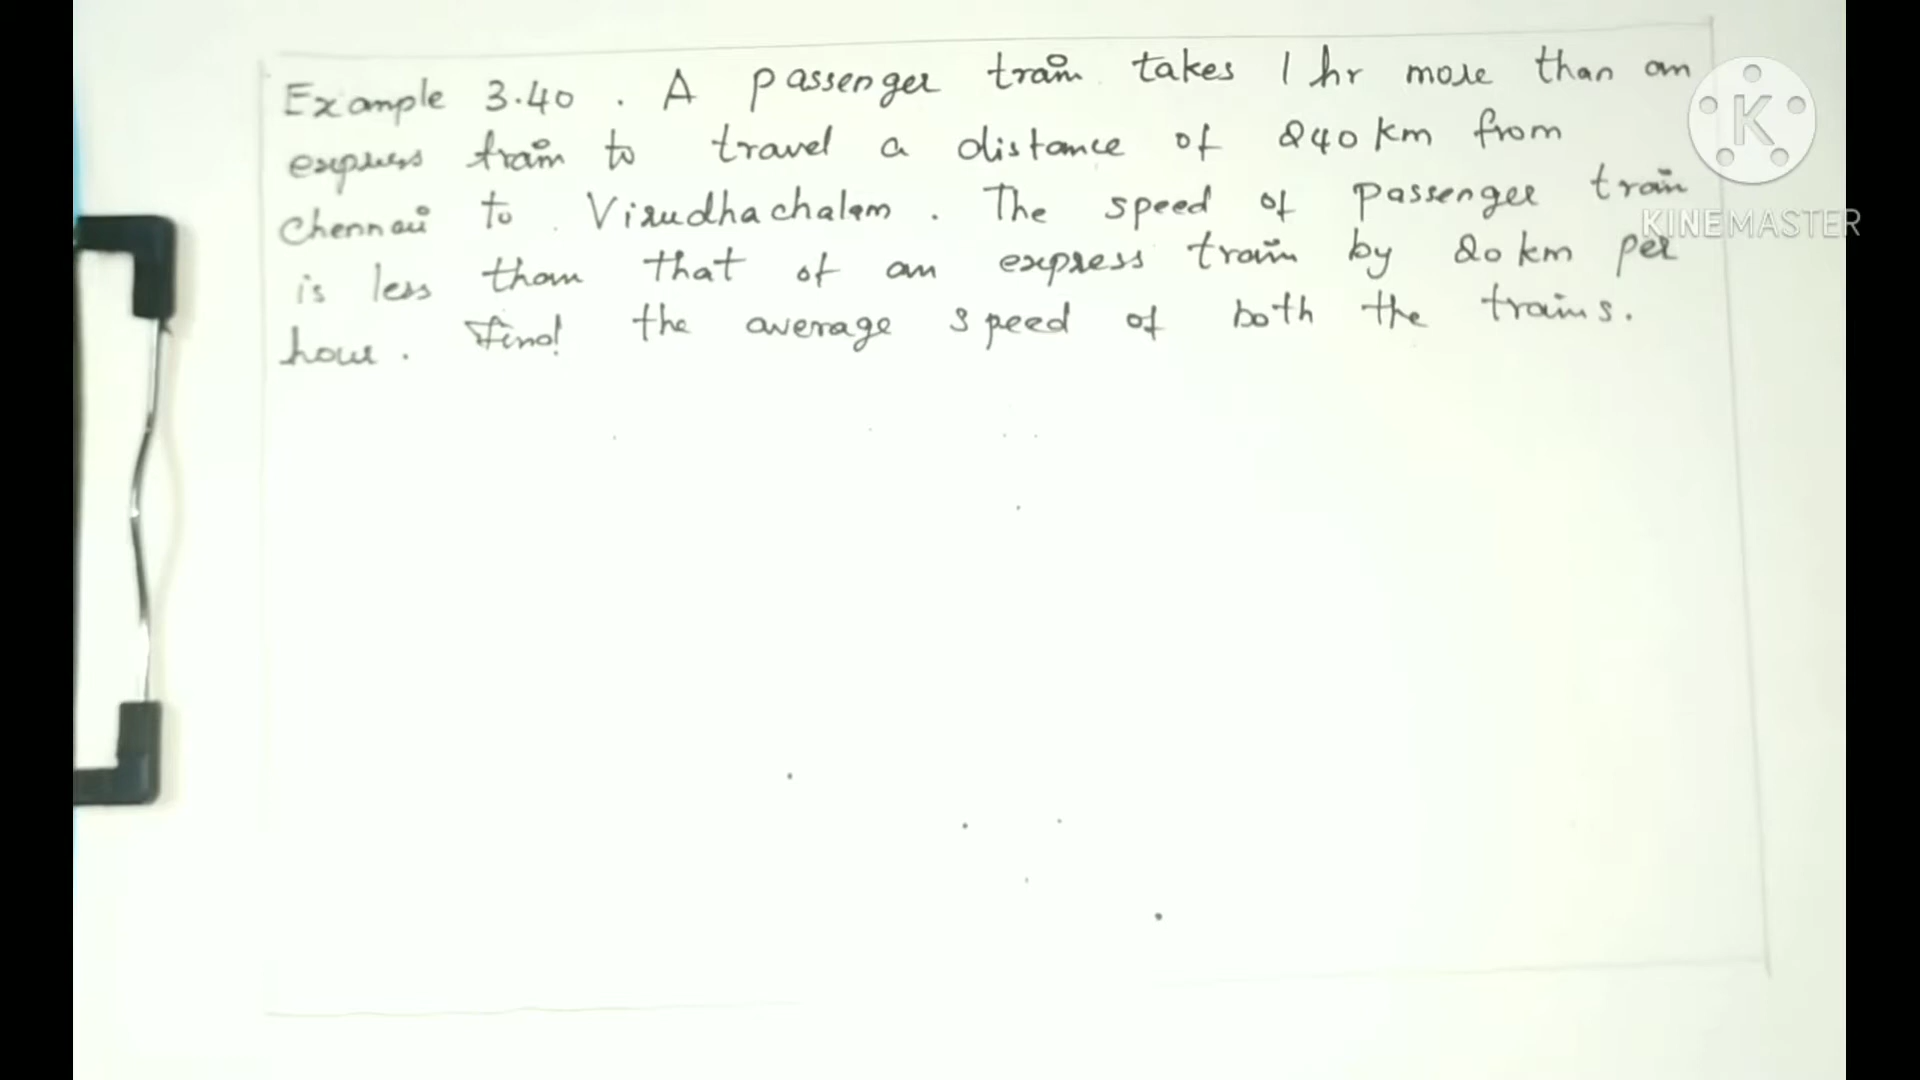 Example 3.40 . A passenger train takes 1 hr more than an
express train to travel a distance of 240 km from
Chennai to Virudhachalam . The speed of passenger train
is less than that of an express train by 20 km per
hour . Find the average speed of both the trains .
K
KINEMASTER